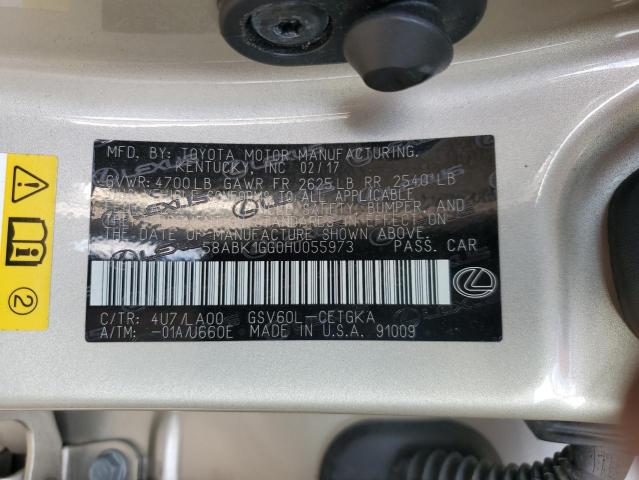 MFD. BY: TOYOTA MOTOR MANUFACTURING.
KENTUCKY, INC 02/17
GVWR: 4700LB GAWR FR 2625LB RR 2540LB
THIS VEHICLE CONFORMS TO ALL APPLICABLE
FEDERAL MOTOR VEHICLE SAFETY, BUMPER, AND
THEFT PREVENTION STANDARDS IN EFFECT ON
THE DATE OF MANUFACTURE SHOWN ABOVE.
58ABK1GG0HU055973 PASS. CAR
C/TR: 4U7/LA00 GSV60L-CETGKA
A/TM: -01A/U660E MADE IN U.S.A. 91009
2